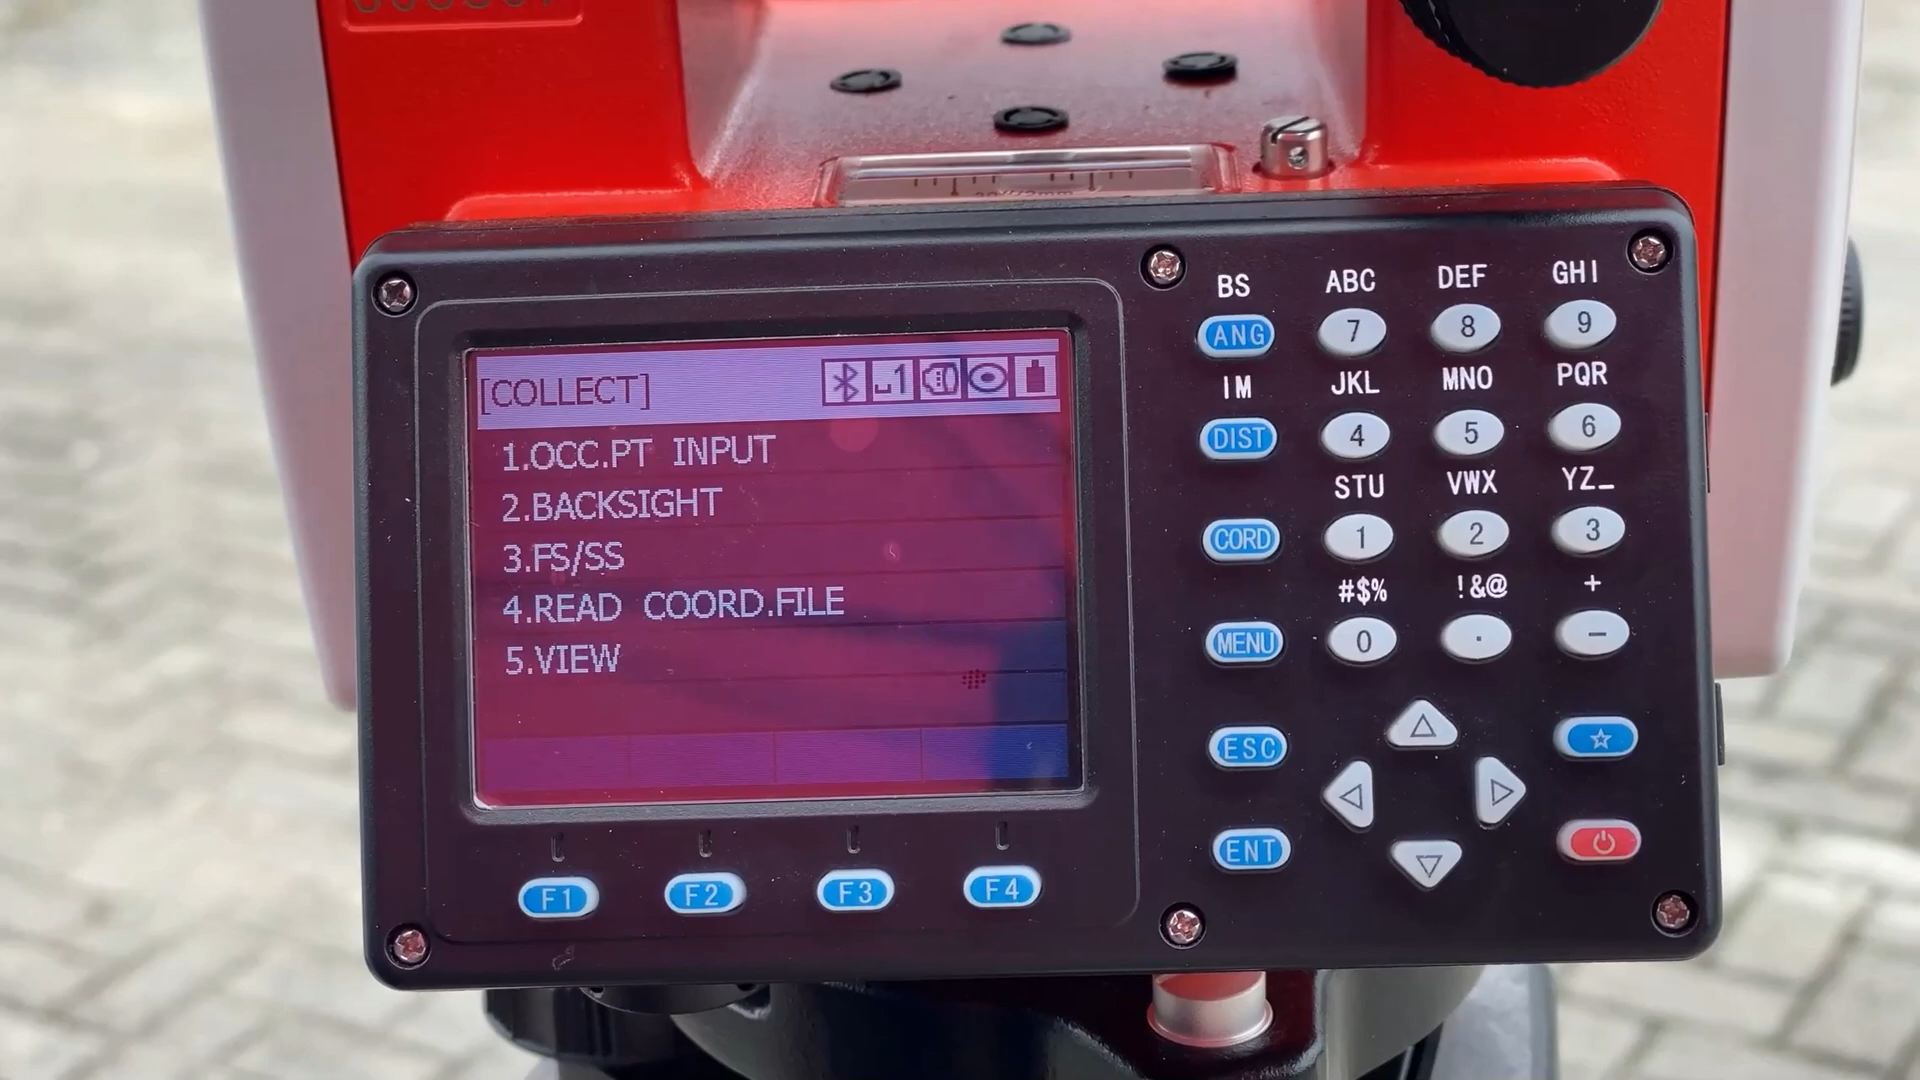 [COLLECT]
1.OCC.PT INPUT
2.BACKSIGHT
3.FS/SS
4.READ COORD.FILE
5.VIEW
F1 F2 F3 F4
BS ABC DEF GHI
ANG 7 8 9
IM JKL MNO PQR
DIST 4 5 6
STU VWX YZ_
CORD 1 2 3
#$% !&@ +
MENU 0 . -
ESC
ENT